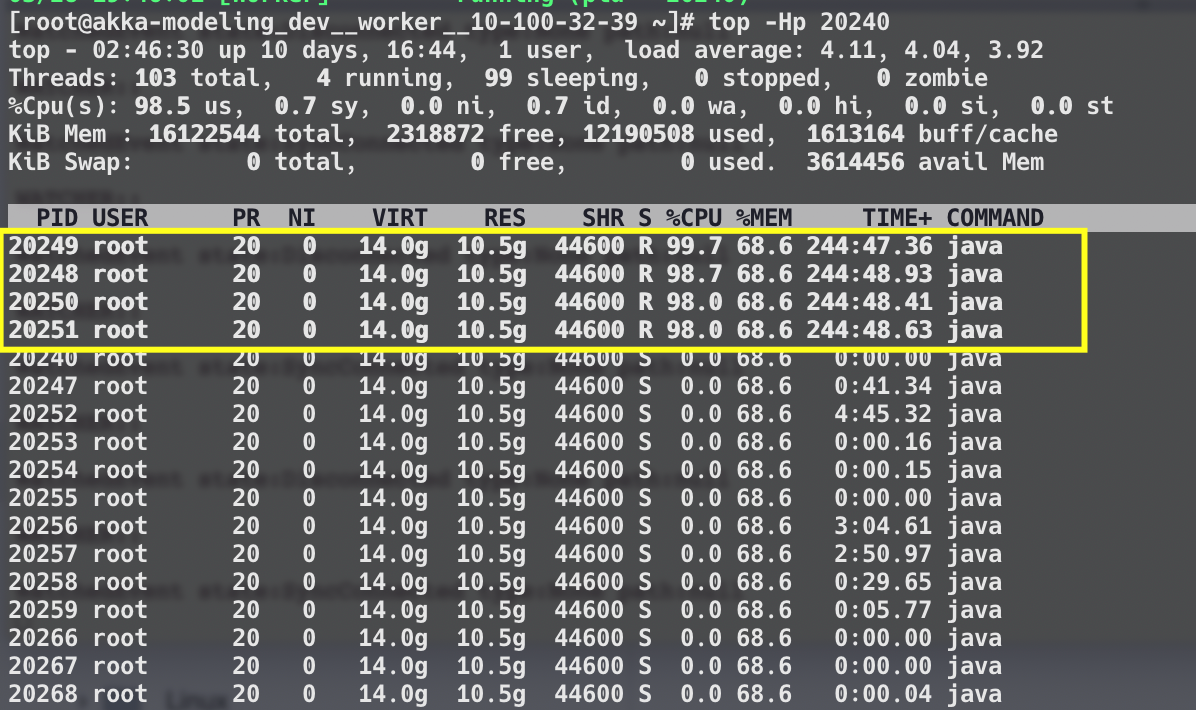 [root@akka-modeling_dev__worker__10-100-32-39 ~]# top -Hp 20240
top - 02:46:30 up 10 days, 16:44,  1 user,  load average: 4.11, 4.04, 3.92
Threads: 103 total,   4 running,  99 sleeping,   0 stopped,   0 zombie
%Cpu(s): 98.5 us,  0.7 sy,  0.0 ni,  0.7 id,  0.0 wa,  0.0 hi,  0.0 si,  0.0 st
KiB Mem : 16122544 total,  2318872 free, 12190508 used,  1613164 buff/cache
KiB Swap:        0 total,        0 free,        0 used.  3614456 avail Mem
PID USER PR NI VIRT RES SHR S %CPU %MEM TIME+ COMMAND
20249 root 20 0 14.0g 10.5g 44600 R 99.7 68.6 244:47.36 java
20248 root 20 0 14.0g 10.5g 44600 R 98.7 68.6 244:48.93 java
20250 root 20 0 14.0g 10.5g 44600 R 98.0 68.6 244:48.41 java
20251 root 20 0 14.0g 10.5g 44600 R 98.0 68.6 244:48.63 java
20240 root 20 0 14.0g 10.5g 44600 S 0.0 68.6 0:00.00 java
20247 root 20 0 14.0g 10.5g 44600 S 0.0 68.6 0:41.34 java
20252 root 20 0 14.0g 10.5g 44600 S 0.0 68.6 4:45.32 java
20253 root 20 0 14.0g 10.5g 44600 S 0.0 68.6 0:00.16 java
20254 root 20 0 14.0g 10.5g 44600 S 0.0 68.6 0:00.15 java
20255 root 20 0 14.0g 10.5g 44600 S 0.0 68.6 0:00.00 java
20256 root 20 0 14.0g 10.5g 44600 S 0.0 68.6 3:04.61 java
20257 root 20 0 14.0g 10.5g 44600 S 0.0 68.6 2:50.97 java
20258 root 20 0 14.0g 10.5g 44600 S 0.0 68.6 0:29.65 java
20259 root 20 0 14.0g 10.5g 44600 S 0.0 68.6 0:05.77 java
20266 root 20 0 14.0g 10.5g 44600 S 0.0 68.6 0:00.00 java
20267 root 20 0 14.0g 10.5g 44600 S 0.0 68.6 0:00.00 java
20268 root 20 0 14.0g 10.5g 44600 S 0.0 68.6 0:00.04 java